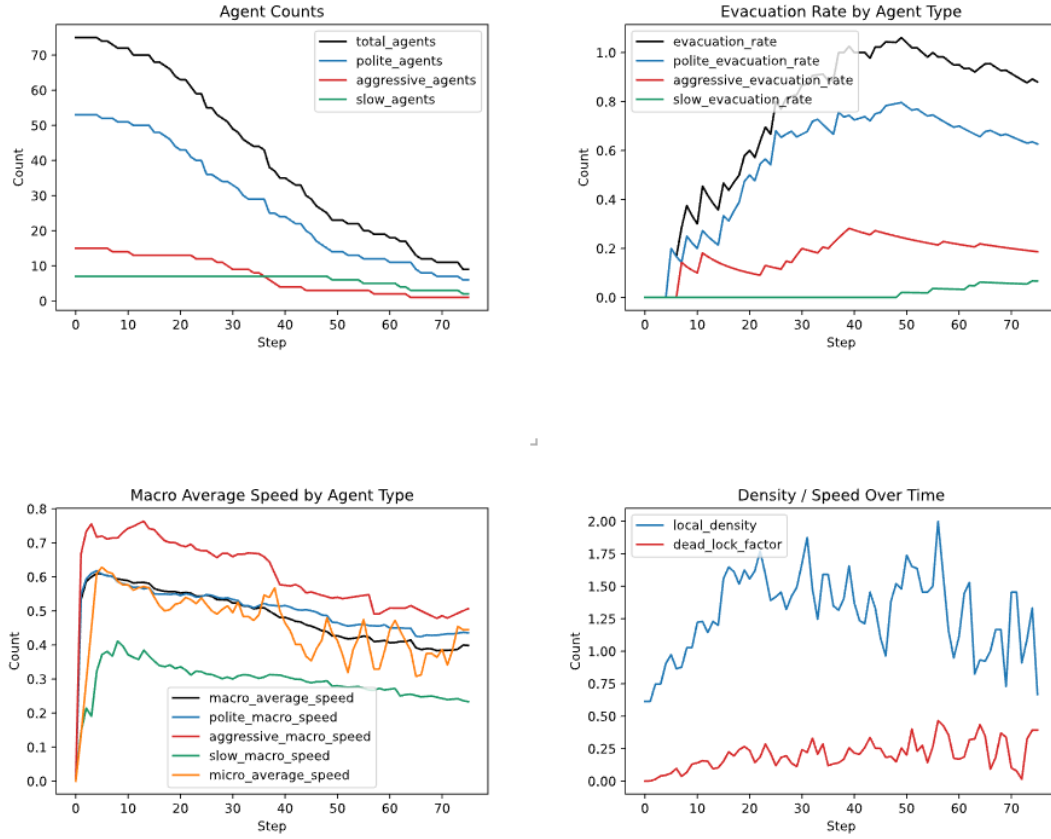 Agent Counts
total_agents
polite_agents
aggressive_agents
slow_agents
70
60
50
40
30
20
10
0
Count
0 10 20 30 40 50 60 70
Step
Evacuation Rate by Agent Type
evacuation_rate
polite_evacuation_rate
aggressive_evacuation_rate
slow_evacuation_rate
1.0
0.8
0.6
0.4
0.2
0.0
Count
0 10 20 30 40 50 60 70
Step
Macro Average Speed by Agent Type
0.8
0.7
0.6
0.5
0.4
0.3
0.2
0.1
0.0
Count
macro_average_speed
polite_macro_speed
aggressive_macro_speed
slow_macro_speed
micro_average_speed
0 10 20 30 40 50 60 70
Step
Density / Speed Over Time
local_density
dead_lock_factor
2.00
1.75
1.50
1.25
1.00
0.75
0.50
0.25
0.00
Count
0 10 20 30 40 50 60 70
Step